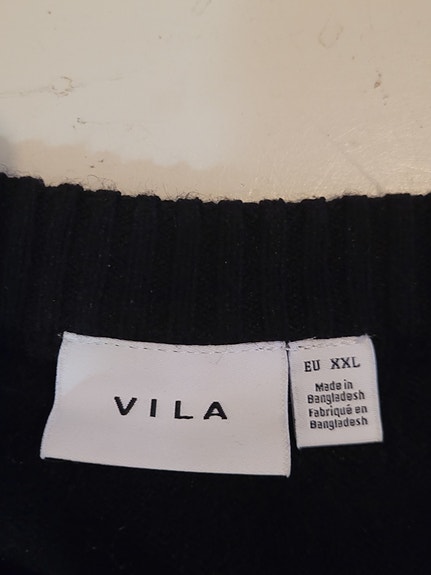 VILA
EU XXL
Made in
Bangladesh
Fabriqué en
Bangladesh